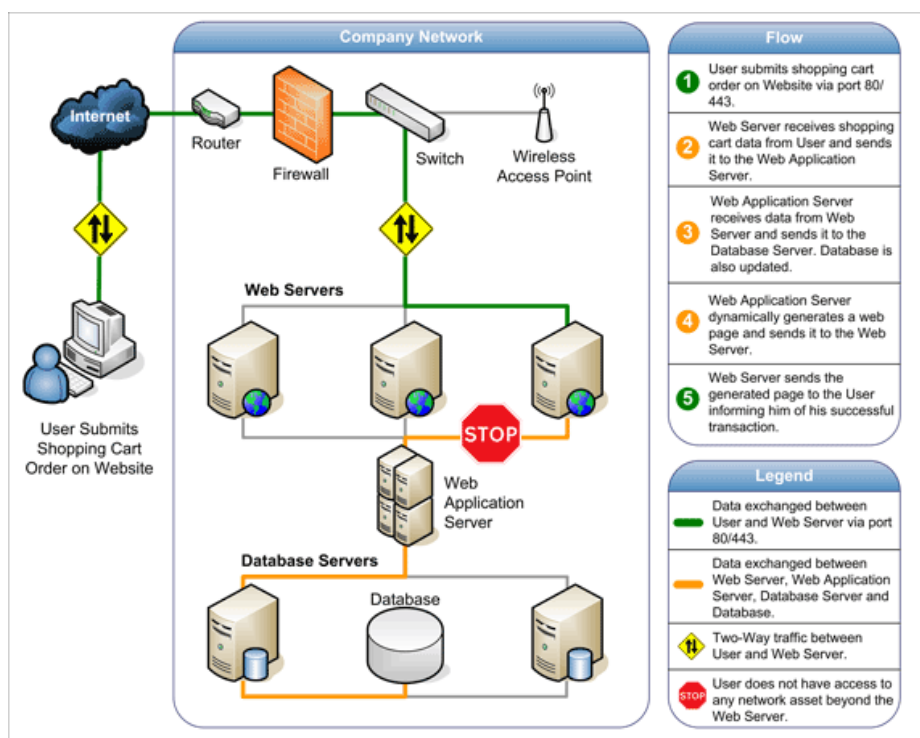 Company Network
Internet
Router
Firewall
Switch
Wireless
Access Point
Web Servers
User Submits
Shopping Cart
Order on Website
STOP
Web
Application
Server
Database Servers
Database
Flow
1
User submits shopping cart
order on Website via port 80/
443.
2
Web Server receives shopping
cart data from User and sends
it to the Web Application
Server.
3
Web Application Server
receives data from Web
Server and sends it to
the Database Server. Database is
also updated.
4
Web Application Server
dynamically generates a web
page and sends it to the Web
Server.
5
Web Server sends the
generated page to the User
informing him of his successful
transaction.
Legend
Data exchanged between
User and Web Server via port
80/443.
Data exchanged between
Web Server, Web Application
Server, Database Server and
Database.
Two-Way traffic between
User and Web Server.
STOP
User does not have access to
any network asset beyond the
Web Server.